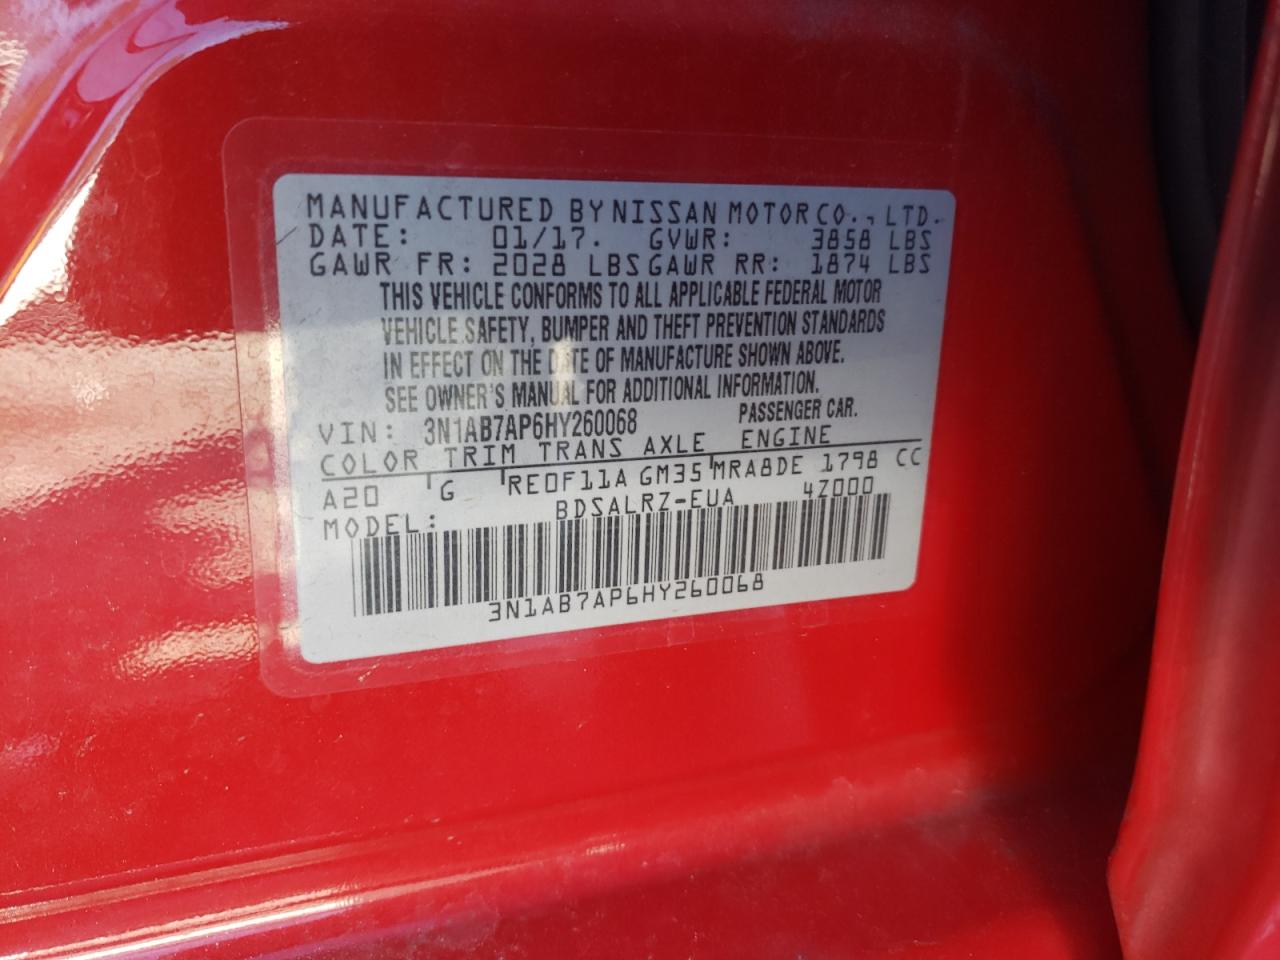 MANUFACTURED BY NISSAN MOTOR CO., LTD.
DATE: 01/17. GVWR: 3858 LBS
GAWR FR: 2028 LBS GAWR RR: 1874 LBS
THIS VEHICLE CONFORMS TO ALL APPLICABLE FEDERAL MOTOR
VEHICLE SAFETY, BUMPER AND THEFT PREVENTION STANDARDS
IN EFFECT ON THE DATE OF MANUFACTURE SHOWN ABOVE.
SEE OWNER'S MANUAL FOR ADDITIONAL INFORMATION.
VIN: 3N1AB7AP6HY260068 PASSENGER CAR.
COLOR TRIM TRANS AXLE ENGINE
A20 G RE0F11A GM35 MRA8DE 1798 CC
MODEL: BDSALRZ-EUA 4Z000
3N1AB7AP6HY260068